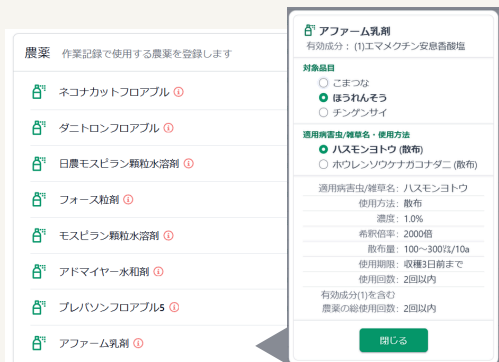 農薬 作業記録で使用する農薬を登録します
ネコナカットフロアブル
ダニトロンフロアブル
日農モスピラン顆粒水溶剤
フォース粒剤
モスピラン顆粒水溶剤
アドマイヤー水和剤
プレバソンフロアブル5
アファーム乳剤
アファーム乳剤
有効成分： (1)エマメクチン安息香酸塩
対象品目
こまつな
ほうれんそう
チンゲンサイ
適用病害虫/雑草名・使用方法
ハスモンヨトウ (散布)
ホウレンソウケナガコナダニ (散布)
適用病害虫/雑草名: ハスモンヨトウ
使用方法: 散布
濃度: 1.0%
希釈倍率: 2000倍
散布量: 100～300㍑/10a
使用期限: 収穫3日前まで
使用回数: 2回以内
有効成分(1)を含む
農薬の総使用回数: 2回以内
閉じる